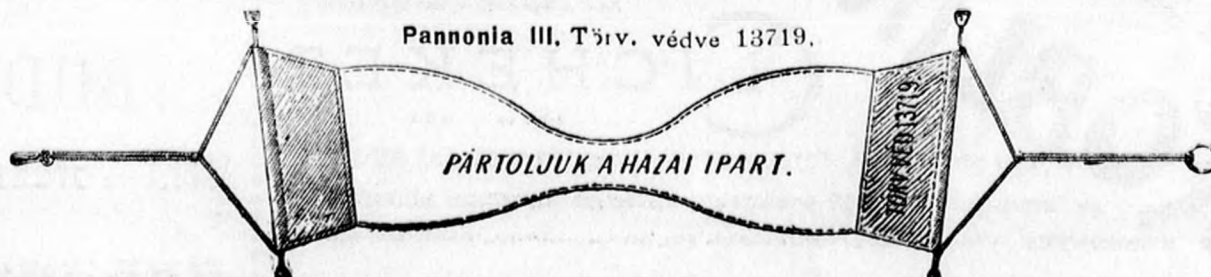 Pannonia III. Törv. védve 13719.
PÁRTOLJUK A HAZAI IPART.
TÖRV. VÉD 13719.